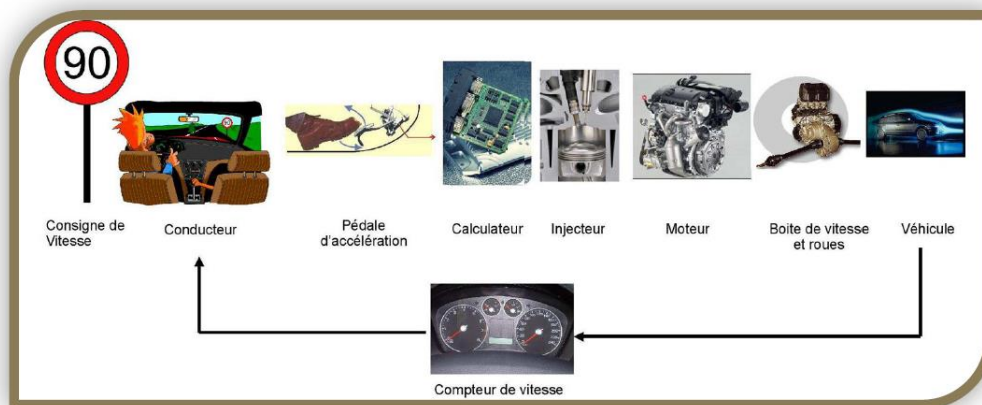 90
Consigne de
Vitesse
Conducteur
Pédale
d'accélération
Calculateur
Injecteur
Moteur
Boite de vitesse
et roues
Véhicule
Compteur de vitesse